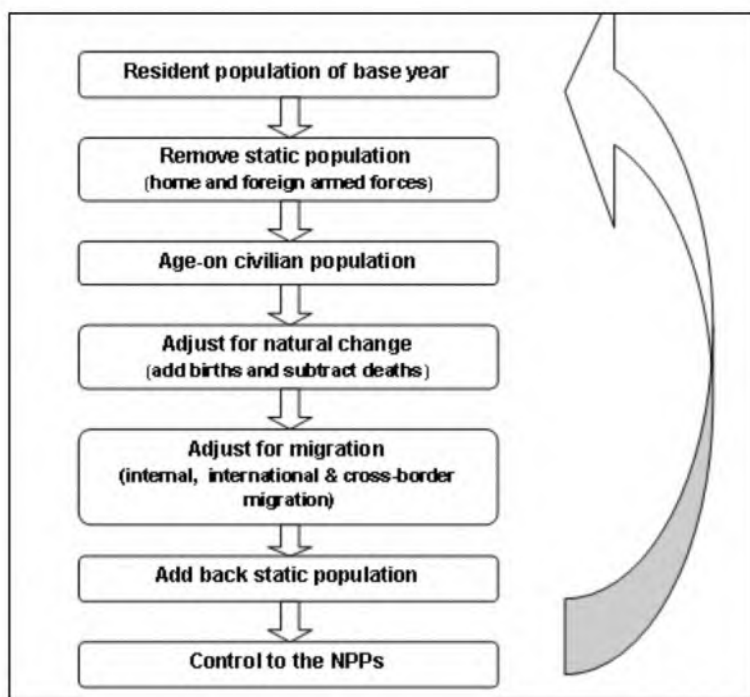 Resident population of base year
Remove static population
(home and foreign armed forces)
Age-on civilian population
Adjust for natural change
(add births and subtract deaths)
Adjust for migration
(internal, international & cross-border
migration)
Add back static population
Control to the NPPs